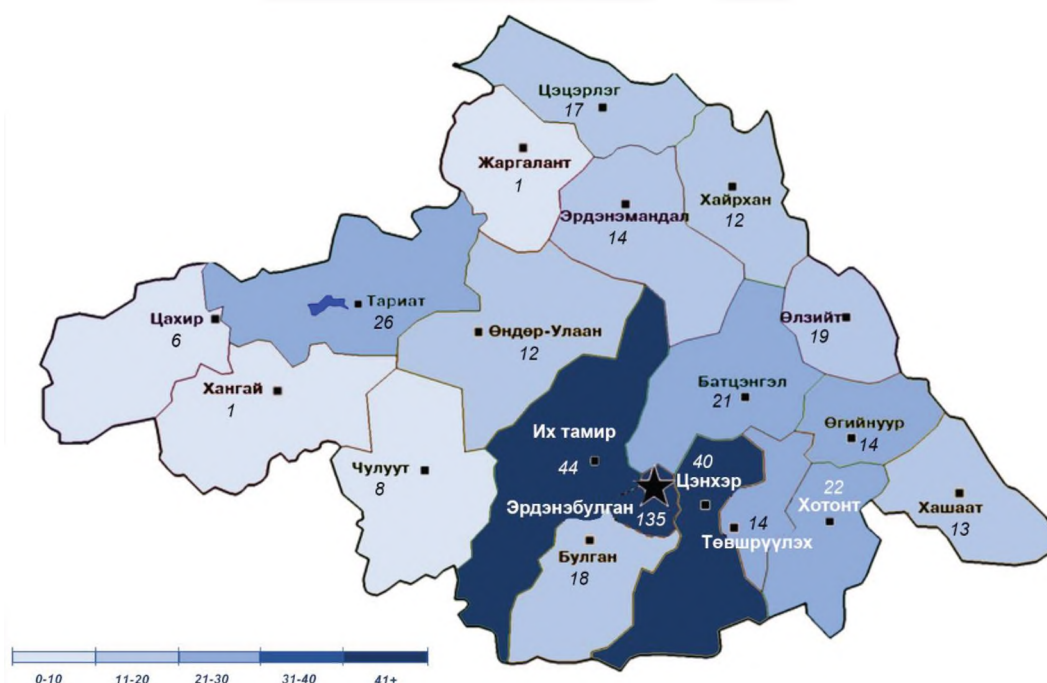 Цэцэрлэг
17
Жаргалант
1
Эрдэнэмандал
14
Хайрхан
12
Тариат
26
Цахир
6
Өндөр-Улаан
12
Өлзийт
19
Хангай
1
Батцэнгэл
21
Өгийнуур
14
Чулуут
8
Их тамир
44
40
Цэнхэр
Эрдэнэбулган
135
14
Төвшрүүлэх
22
Хотонт
Хашаат
13
Булган
18
0-10 11-20 21-30 31-40 41+